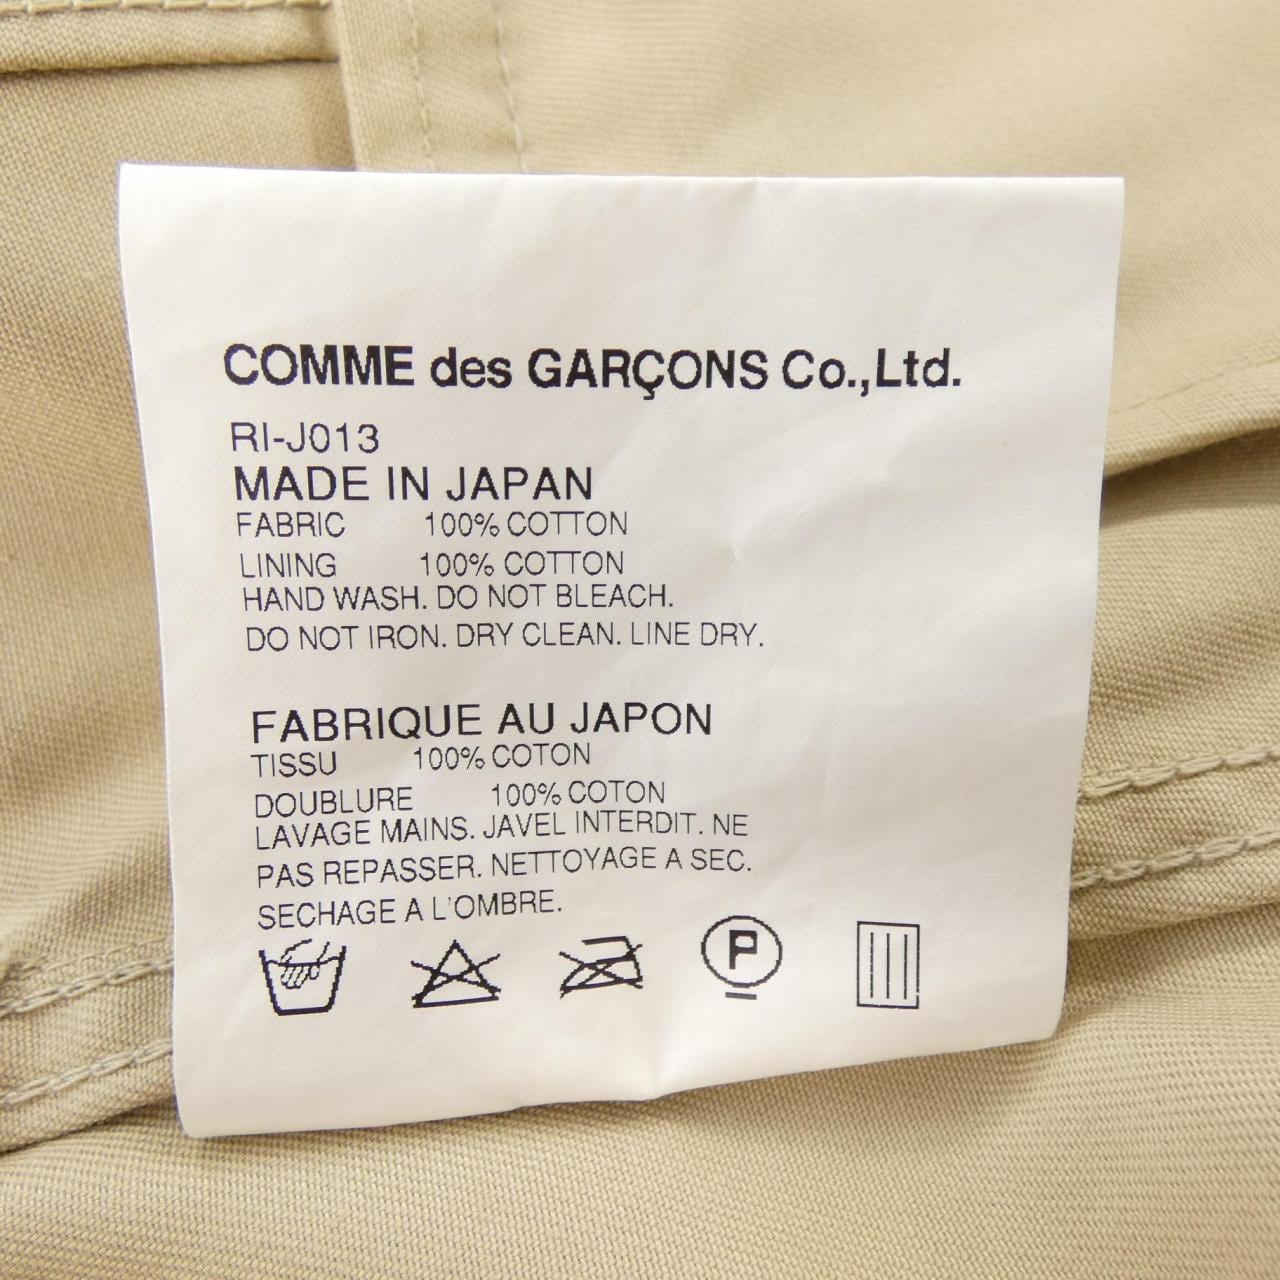 COMME des GARÇONS Co.,Ltd.
RI-J013
MADE IN JAPAN
FABRIC 100% COTTON
LINING 100% COTTON
HAND WASH. DO NOT BLEACH.
DO NOT IRON. DRY CLEAN. LINE DRY.
FABRIQUE AU JAPON
TISSU 100% COTON
DOUBLURE 100% COTON
LAVAGE MAINS. JAVEL INTERDIT. NE
PAS REPASSER. NETTOYAGE A SEC.
SECHAGE A L'OMBRE.
P